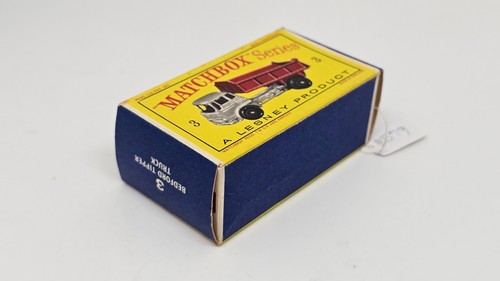 "MATCHBOX" Series
3
3
A LESNEY PRODUCT
3
BEDFORD TIPPER
TRUCK